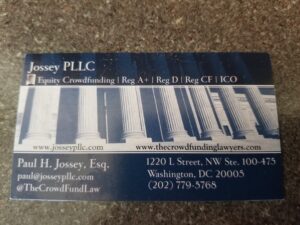 Jossey PLLC
Equity Crowdfunding | Reg A+ | Reg D | Reg CF | ICO
www.josseypllc.com
www.thecrowdfundinglawyers.com
Paul H. Jossey, Esq.
paul@josseypllc.com
@TheCrowdFundLaw
1220 L Street, NW Ste. 100-475
Washington, DC 20005
(202) 779-5768